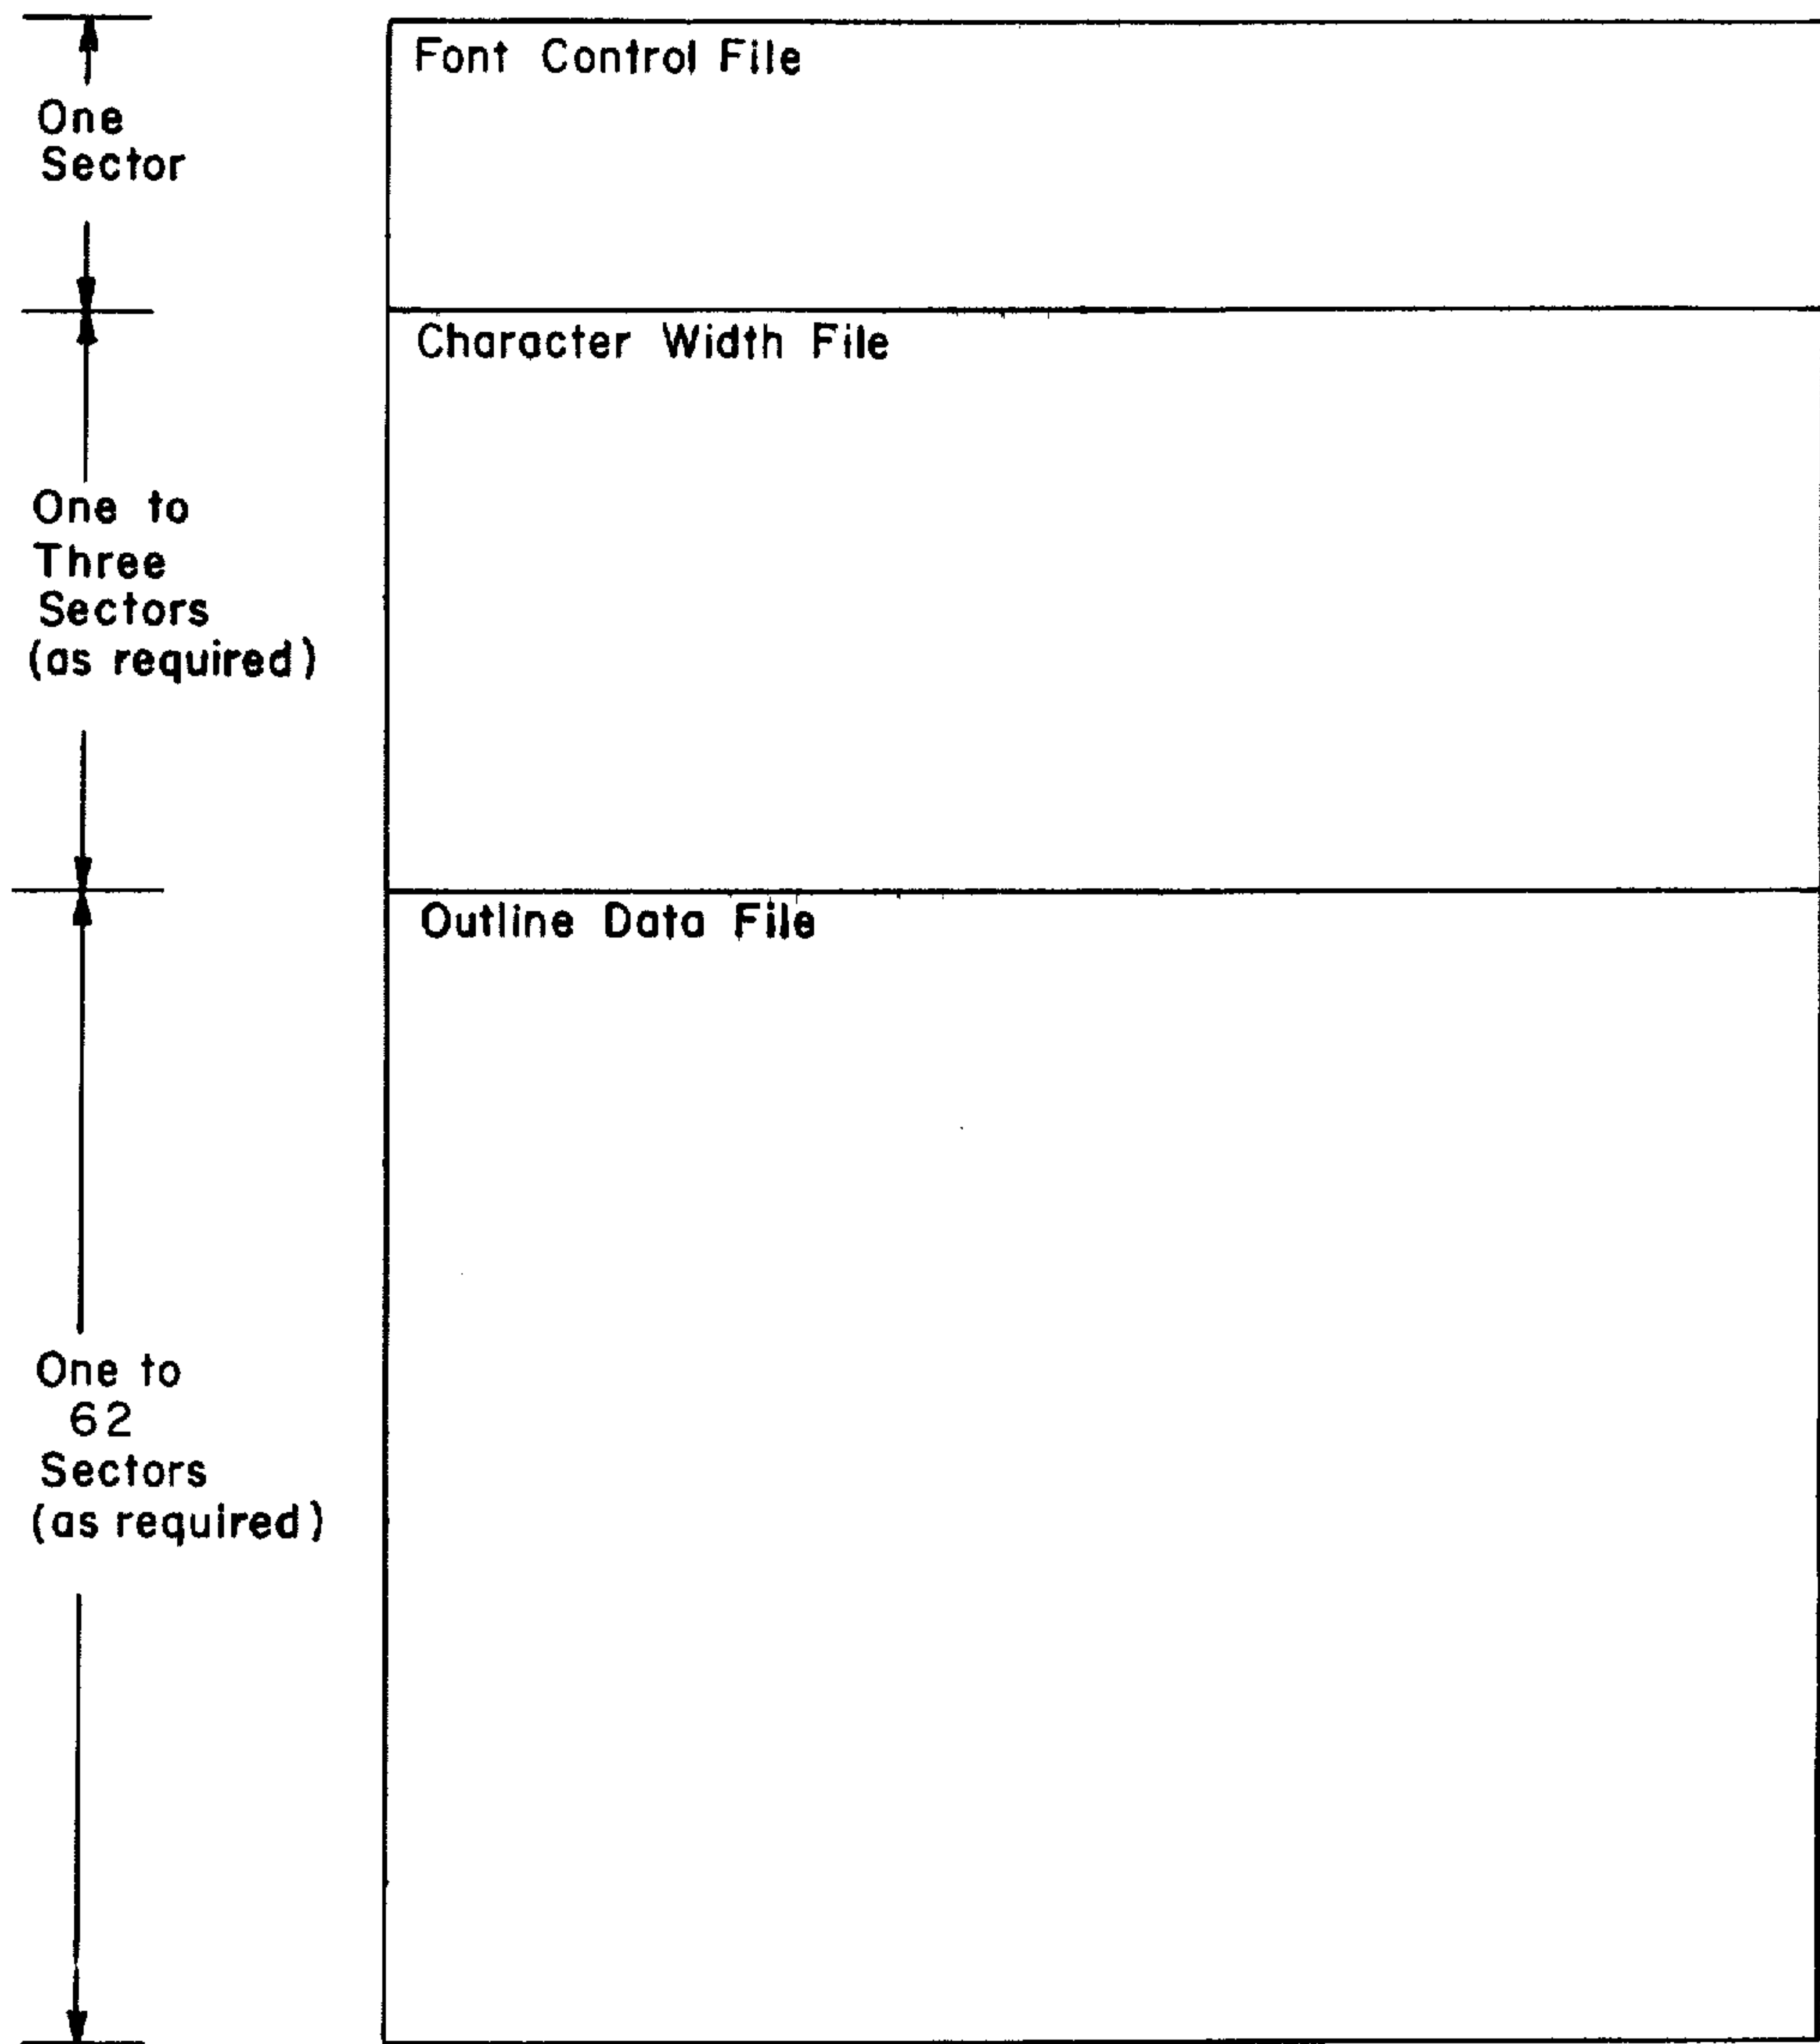 Font Control File
One
Sector
Character Width File
One to
Three
Sectors
(as required)
Outline Data File
One to
62
Sectors
(as required)